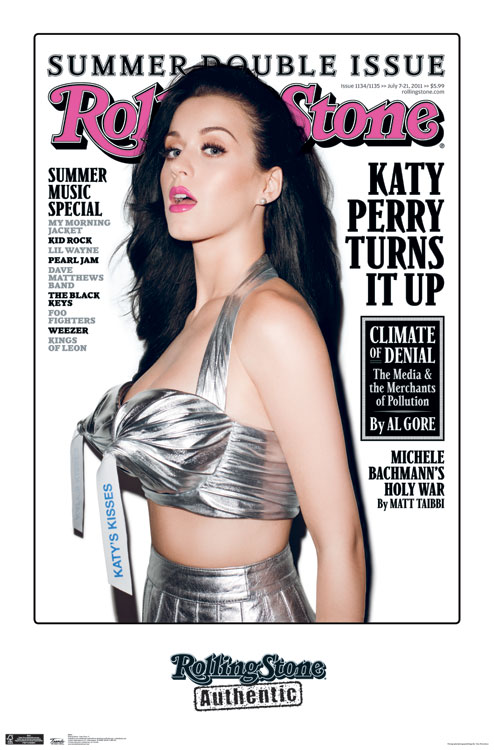 SUMMER DOUBLE ISSUE
Issue 1134/1135 >> July 7-21, 2011 >> $5.99
rollingstone.com
Rolling Stone
SUMMER
MUSIC
SPECIAL
MY MORNING
JACKET
KID ROCK
LIL WAYNE
PEARL JAM
DAVE
MATTHEWS
BAND
THE BLACK
KEYS
FOO
FIGHTERS
WEEZER
KINGS
OF LEON
KATY
PERRY
TURNS
IT UP
CLIMATE
OF DENIAL
The Media &
the Merchants
of Pollution
By AL GORE
MICHELE
BACHMANN'S
HOLY WAR
By MATT TAIBBI
KATY'S KISSES
RollingStone
Authentic
Trends